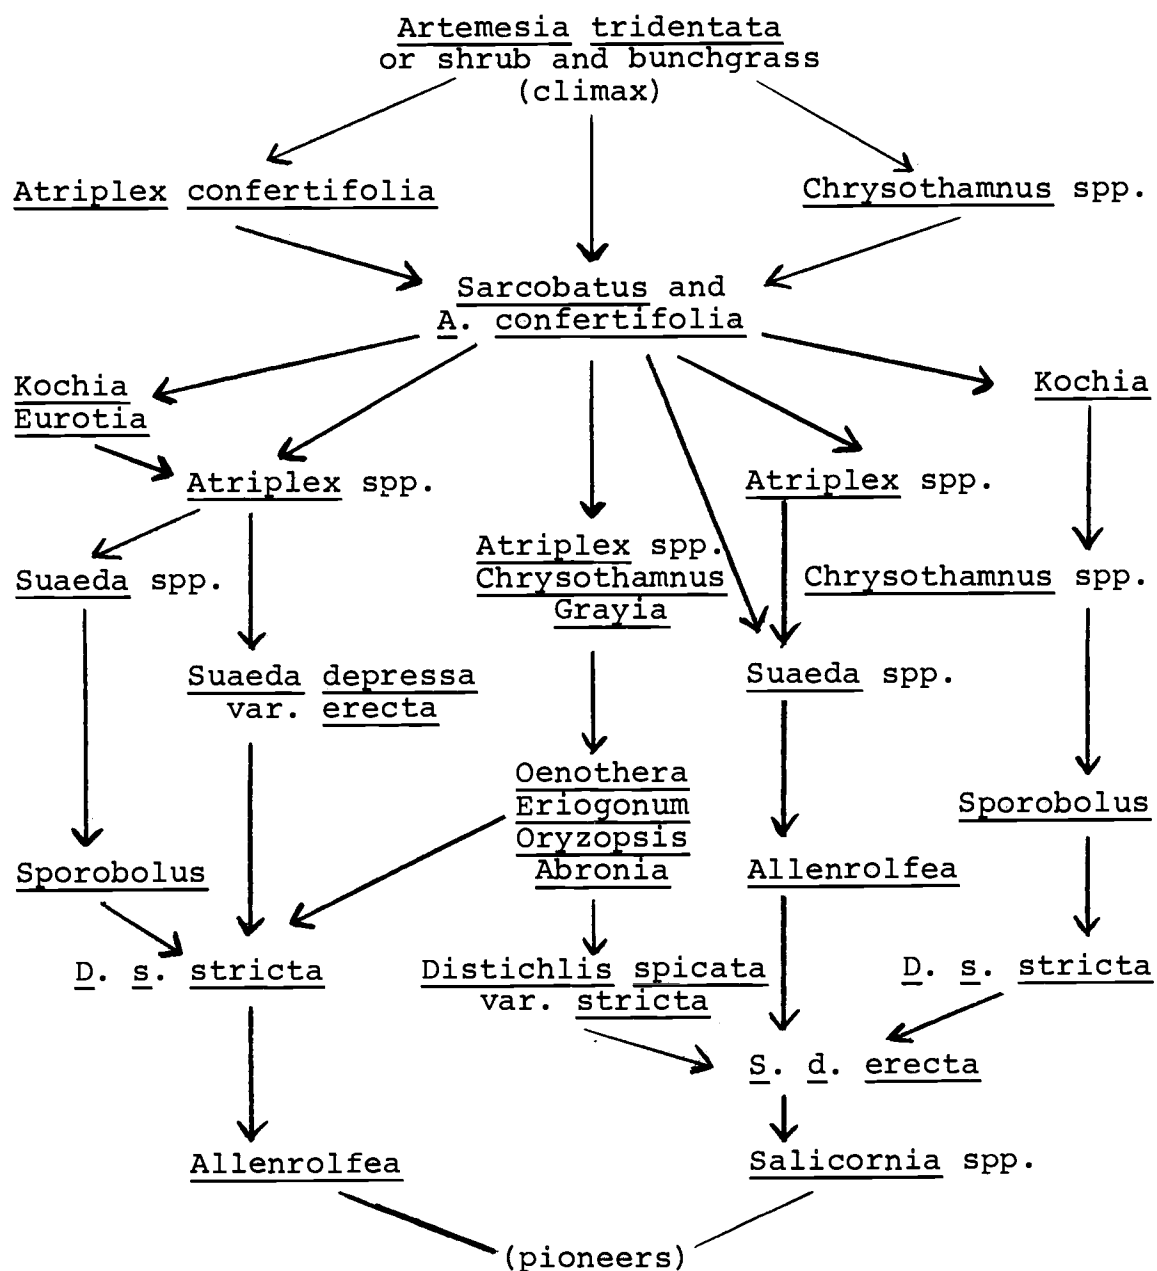 Artemesia tridentata
or shrub and bunchgrass
(climax)
Atriplex confertifolia
Chrysothamnus spp.
Sarcobatus and
A. confertifolia
Kochia
Eurotia
Kochia
Atriplex spp.
Atriplex spp.
Atriplex spp.
Chrysothamnus
Grayia
Suaeda spp.
Chrysothamnus spp.
Suaeda depressa
var. erecta
Suaeda spp.
Oenothera
Eriogonum
Oryzopsis
Abronia
Sporobolus
Sporobolus
Allenrolfea
D. s. stricta
Distichlis spicata
var. stricta
D. s. stricta
S. d. erecta
Allenrolfea
Salicornia spp.
(pioneers)